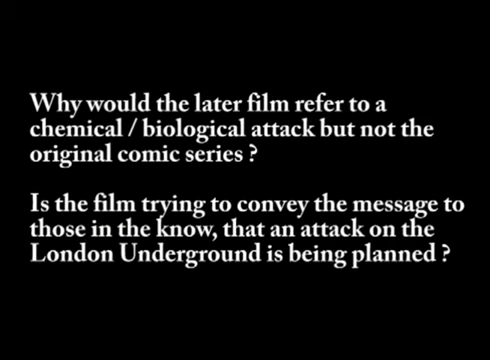 Why would the later film refer to a
chemical / biological attack but not the
original comic series ?
Is the film trying to convey the message to
those in the know, that an attack on the
London Underground is being planned ?